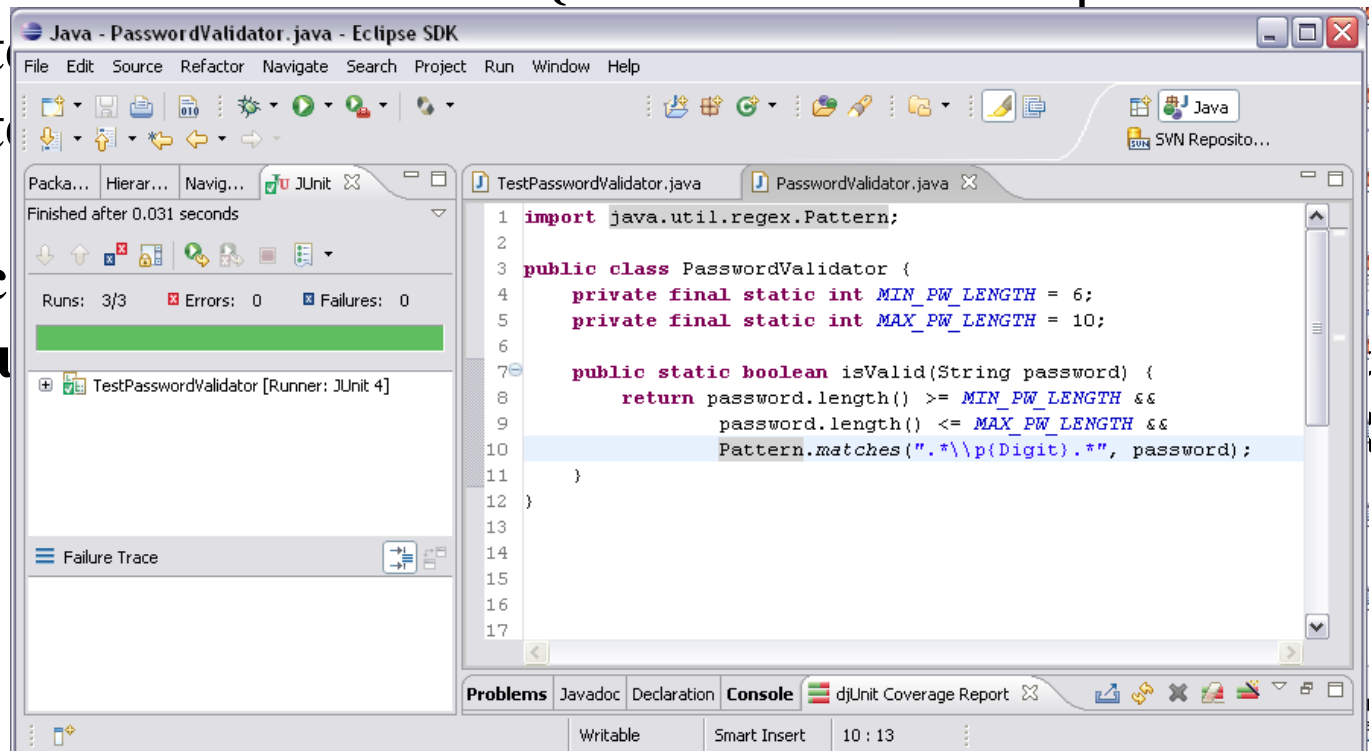 Java - PasswordValidator.java - Eclipse SDK
File Edit Source Refactor Navigate Search Project Run Window Help
Java
SVN Reposito...
Packa... Hierar... Navig... JUnit
Finished after 0.031 seconds
Runs: 3/3 Errors: 0 Failures: 0
TestPasswordValidator [Runner: JUnit 4]
Failure Trace
TestPasswordValidator.java PasswordValidator.java
1 import java.util.regex.Pattern;
2
3 public class PasswordValidator {
4 private final static int MIN_PW_LENGTH = 6;
5 private final static int MAX_PW_LENGTH = 10;
6
7 public static boolean isValid(String password) {
8 return password.length() >= MIN_PW_LENGTH &&
9 password.length() <= MAX_PW_LENGTH &&
10 Pattern.matches(".*\\p{Digit}.*", password);
11 }
12 }
13
14
15
16
17
Problems Javadoc Declaration Console djUnit Coverage Report
Writable Smart Insert 10 : 13